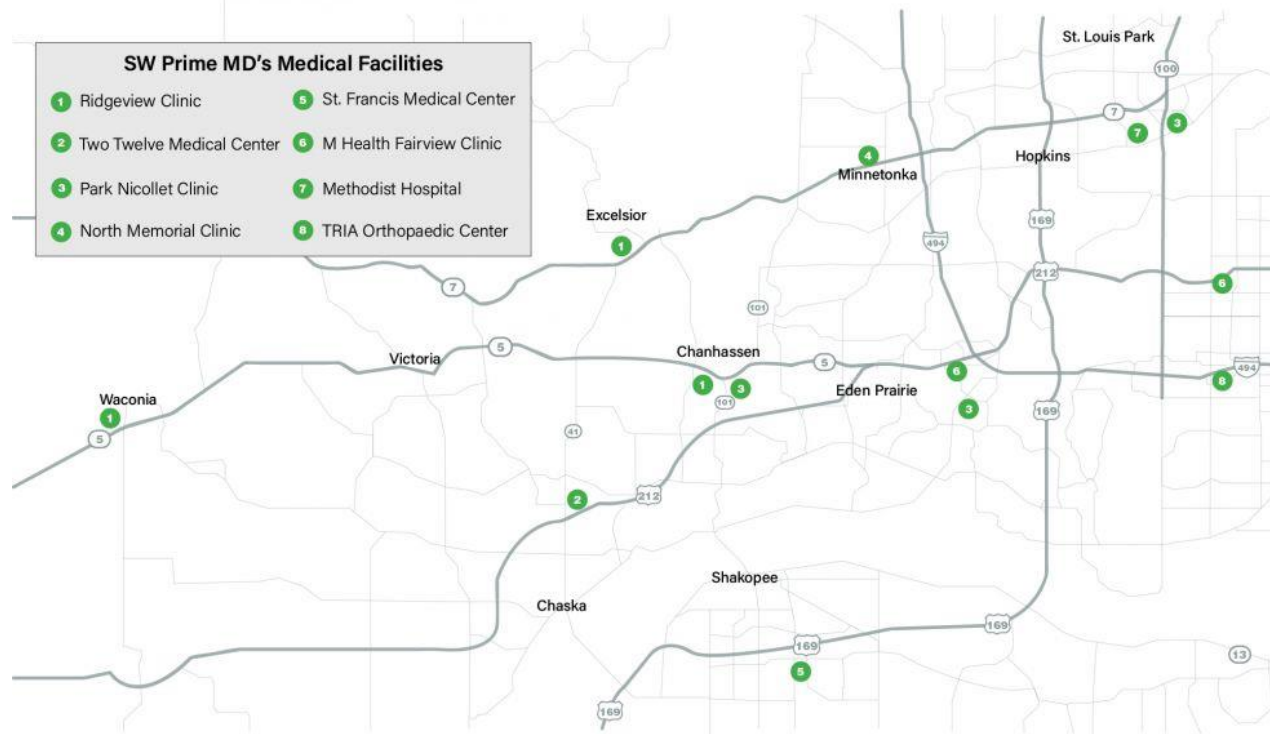 SW Prime MD's Medical Facilities
1 Ridgeview Clinic
5 St. Francis Medical Center
2 Two Twelve Medical Center
6 M Health Fairview Clinic
3 Park Nicollet Clinic
7 Methodist Hospital
4 North Memorial Clinic
8 TRIA Orthopaedic Center
St. Louis Park
100
7
3
7
4
Hopkins
Minnetonka
Excelsior
169
1
494
212
7
6
101
5
Victoria
Chanhassen
5
494
6
8
1
3
Eden Prairie
Waconia
101
3
169
1
5
41
2
212
Shakopee
Chaska
169
169
13
5
169